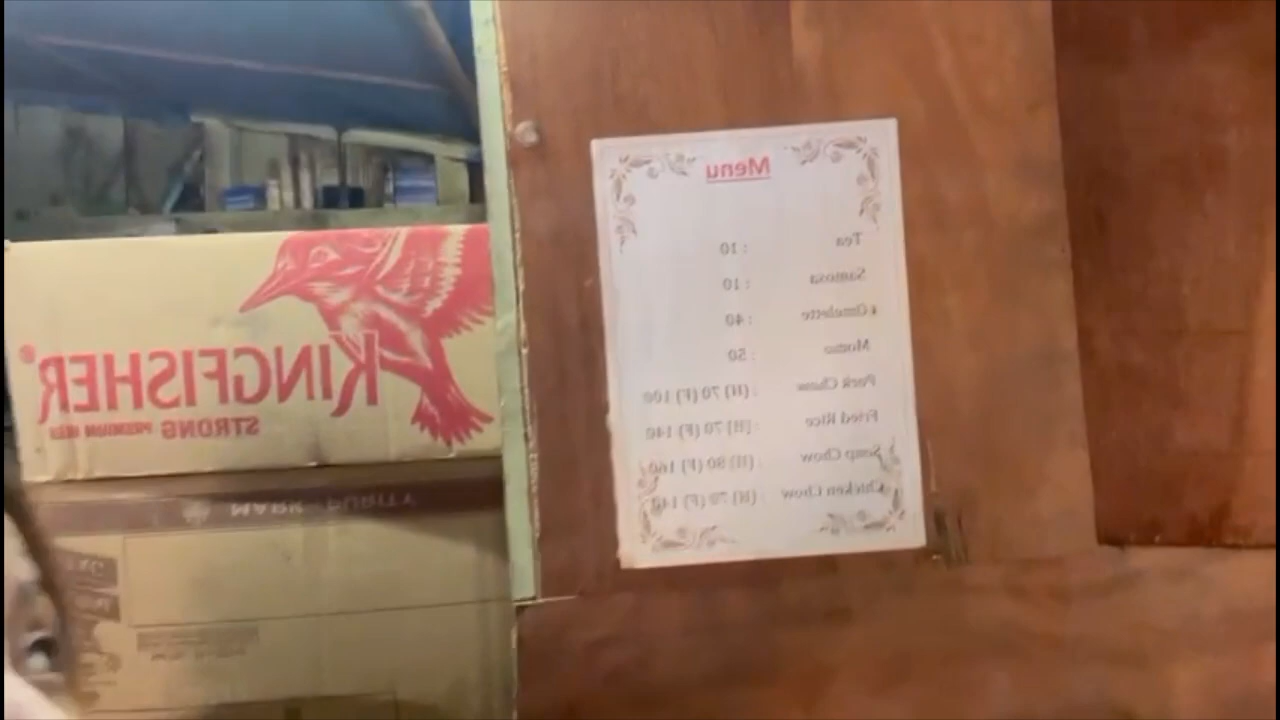 Menu
Tea : 10
Samosa : 10
Omelette : 40
Momo : 50
Pork Chow : (H) 70 (F) 100
Fried Rice : (H) 70 (F) 140
Soup Chow : (H) 80 (F) 160
Chicken Chow : (H) 70 (F) 140
KINGFISHER®
STRONG PREMIUM BEER